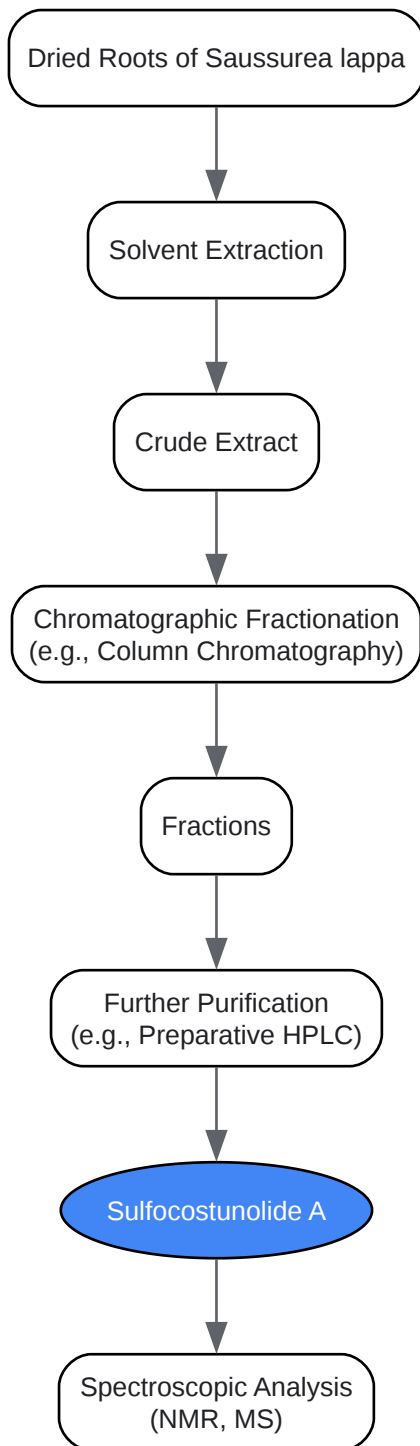 Dried Roots of Saussurea lappa
Solvent Extraction
Crude Extract
Chromatographic Fractionation
(e.g., Column Chromatography)
Fractions
Further Purification
(e.g., Preparative HPLC)
Sulfocostunolide A
Spectroscopic Analysis
(NMR, MS)